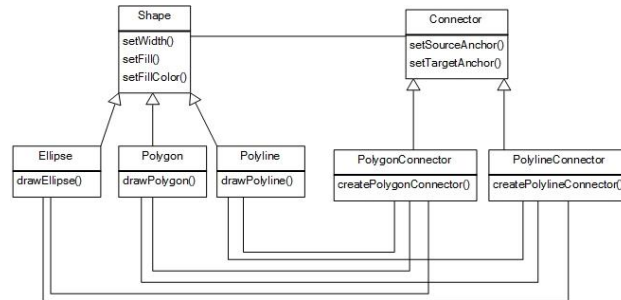 Shape
setWidth()
setFill()
setFillColor()
Connector
setSourceAnchor()
setTargetAnchor()
Ellipse
drawEllipse()
Polygon
drawPolygon()
Polyline
drawPolyline()
PolygonConnector
createPolygonConnector()
PolylineConnector
createPolylineConnector()